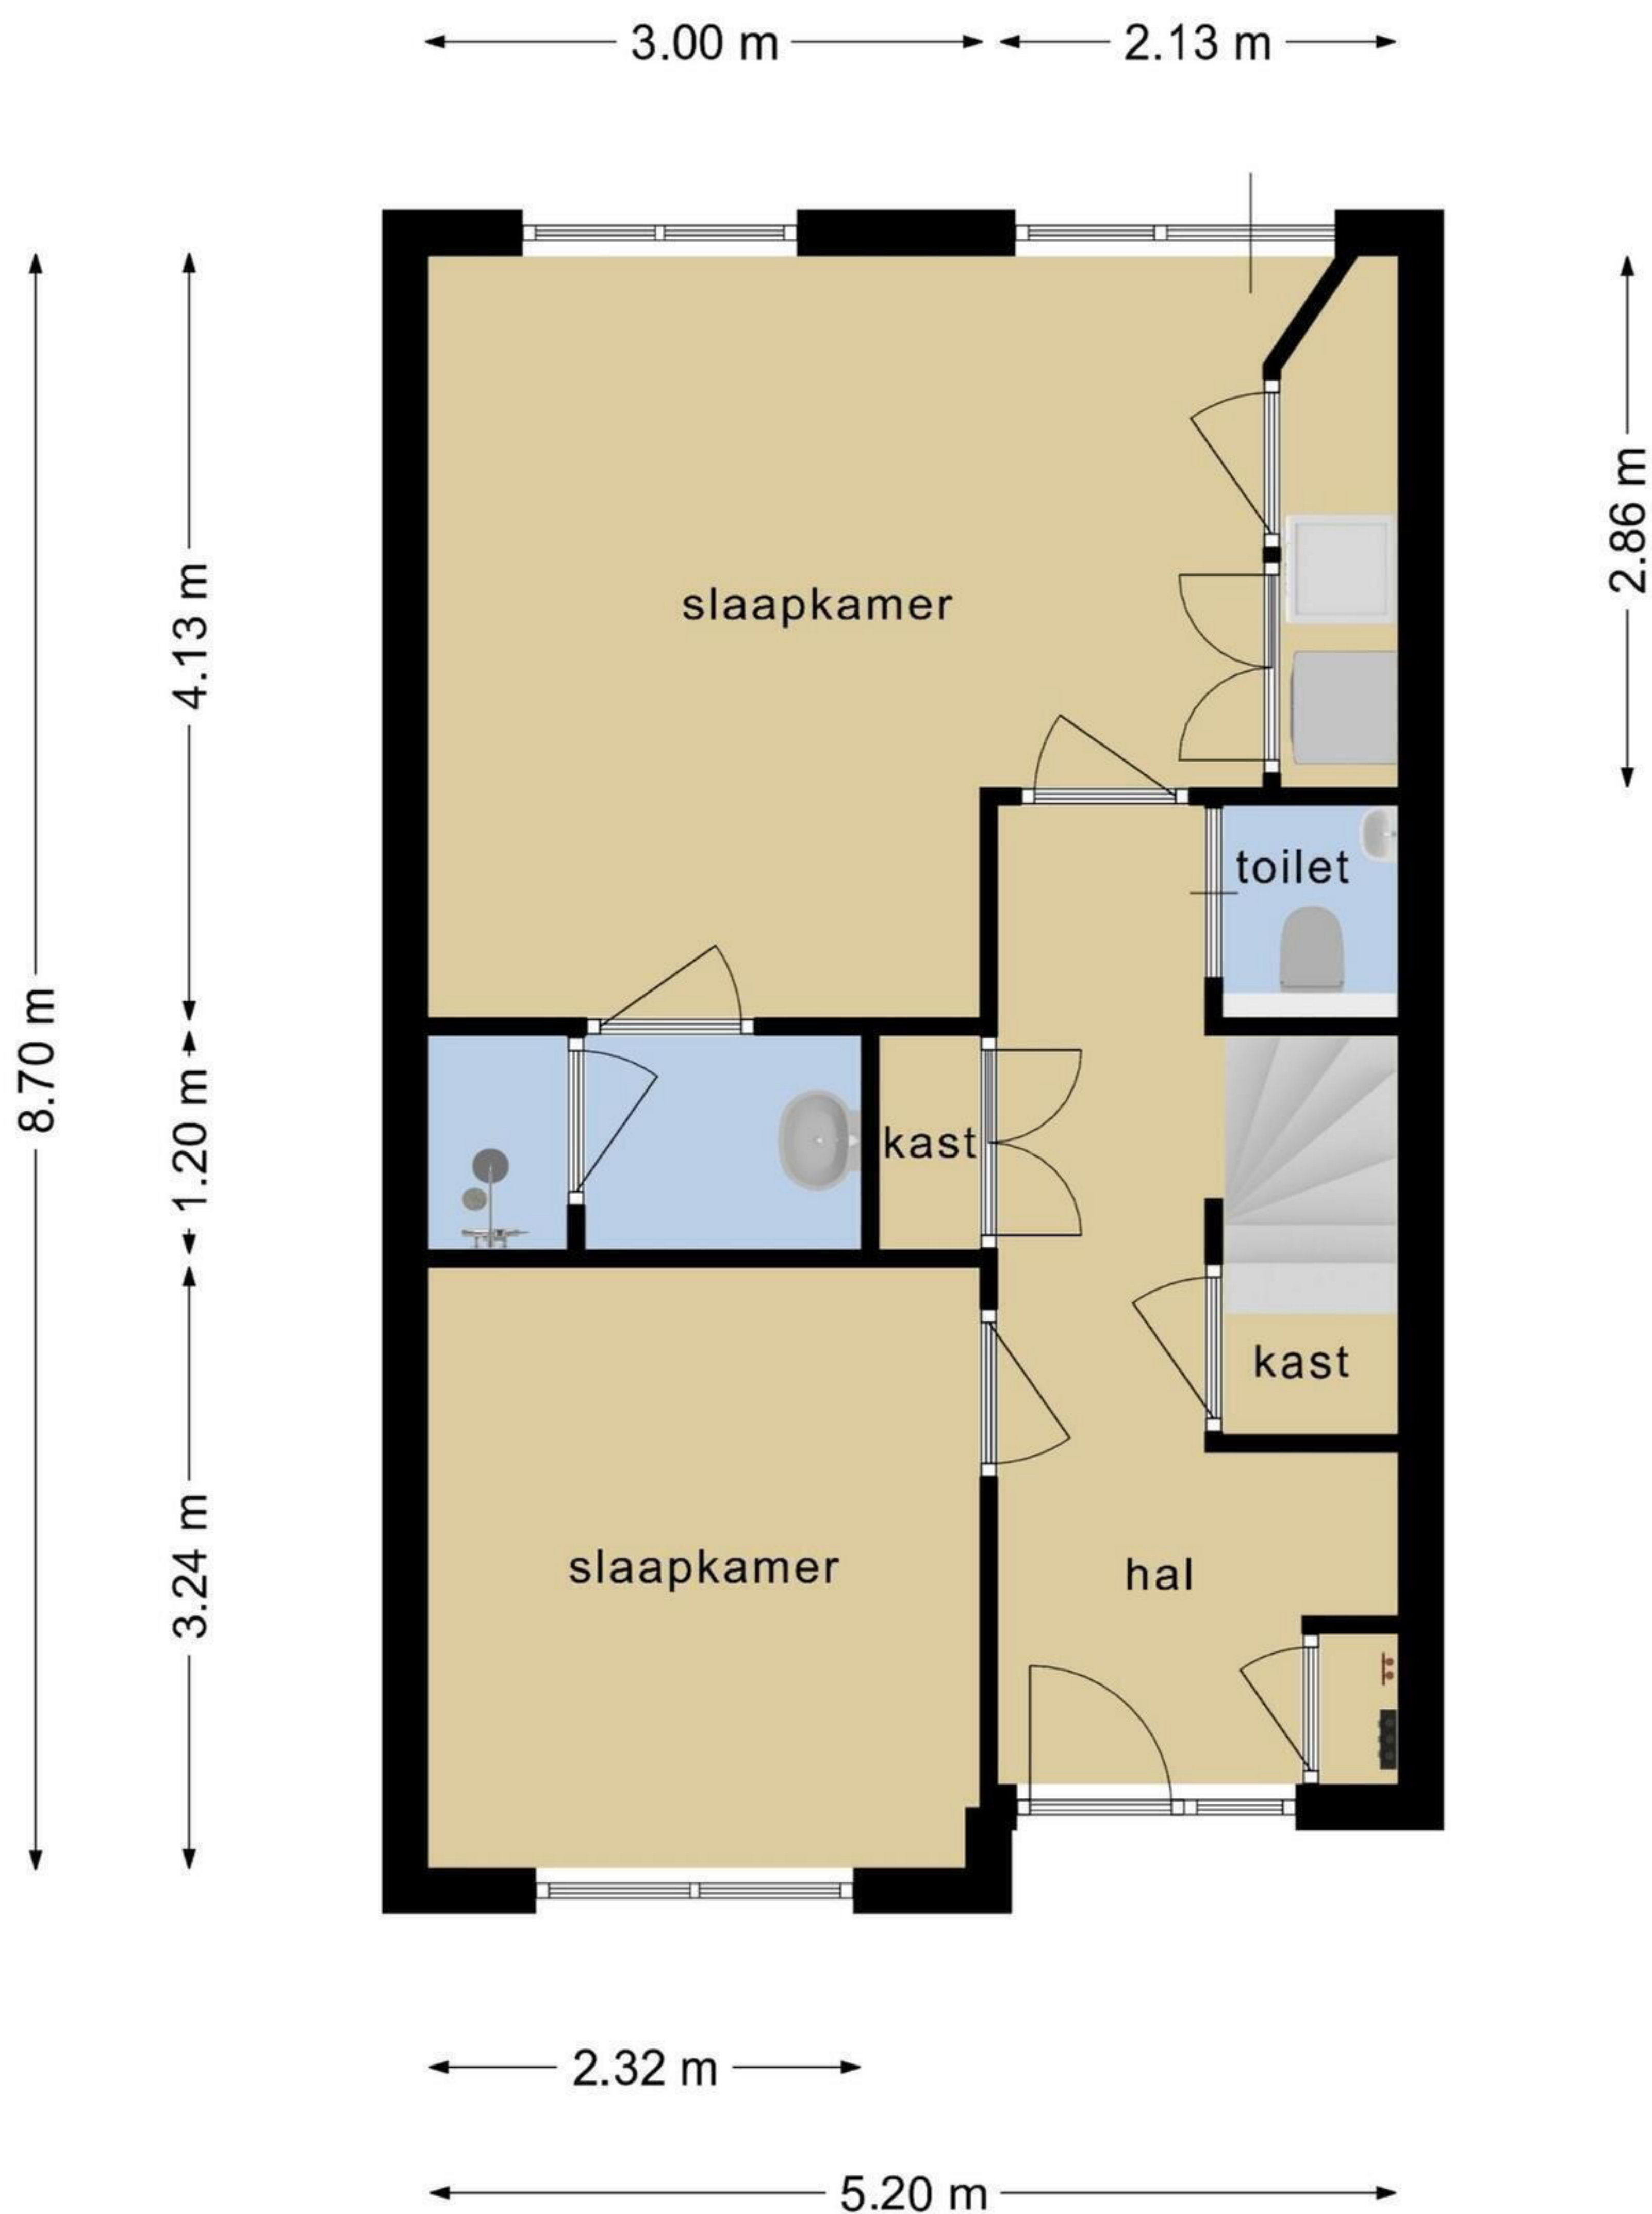 3.00 m
2.13 m
2.86 m
4.13 m
slaapkamer
toilet
8.70 m
1.20 m
kast
kast
3.24 m
slaapkamer
hal
2.32 m
5.20 m